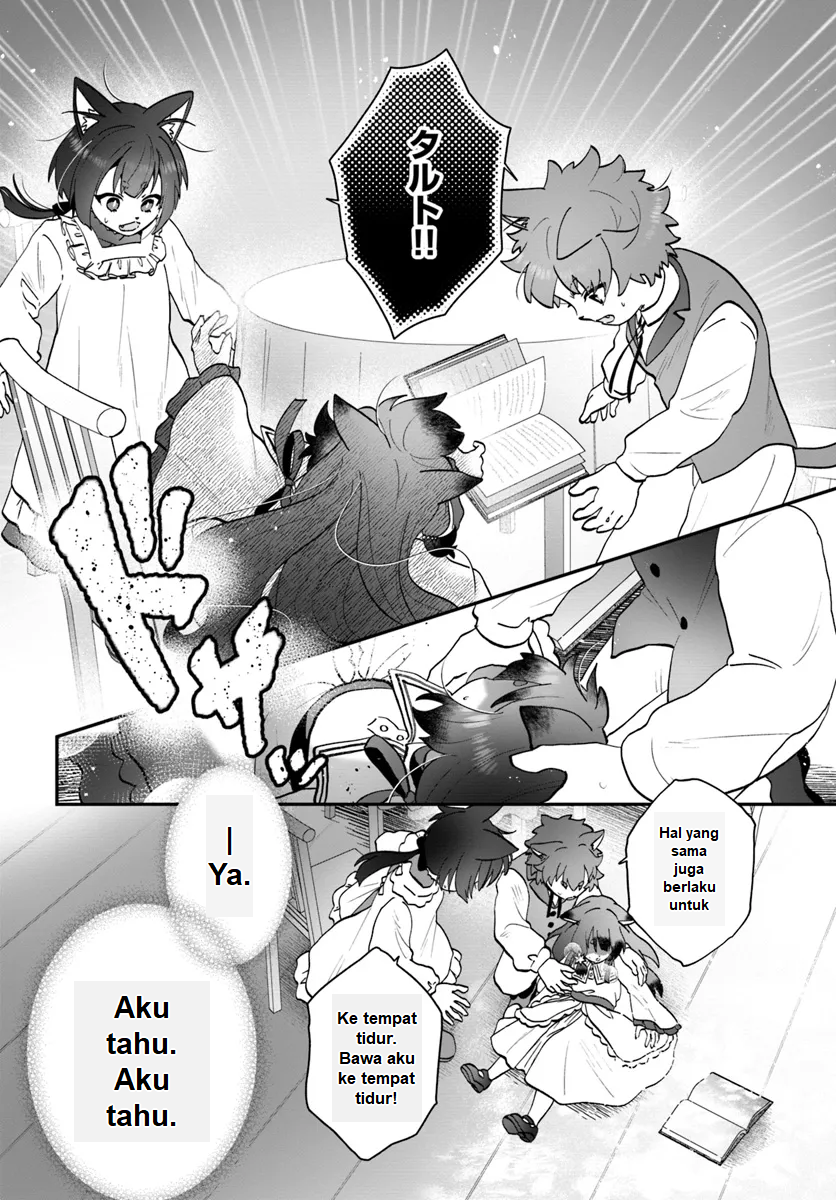 タルト!!
ドサッ
Hal yang
sama
juga
berlaku
untuk
Ke tempat
tidur.
Bawa aku
ke tempat
tidur!
|
Ya.
Aku
tahu.
Aku
tahu.